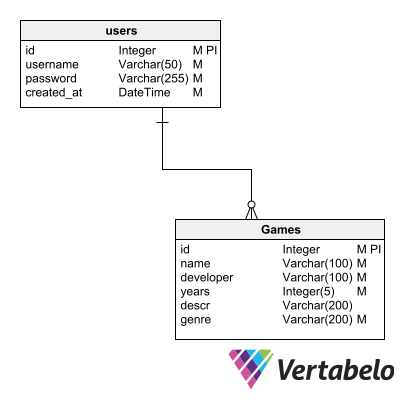 users
id Integer M PI
username Varchar(50) M
password Varchar(255) M
created_at DateTime M
Games
id Integer M PI
name Varchar(100) M
developer Varchar(100) M
years Integer(5) M
descr Varchar(200)
genre Varchar(200) M
Vertabelo